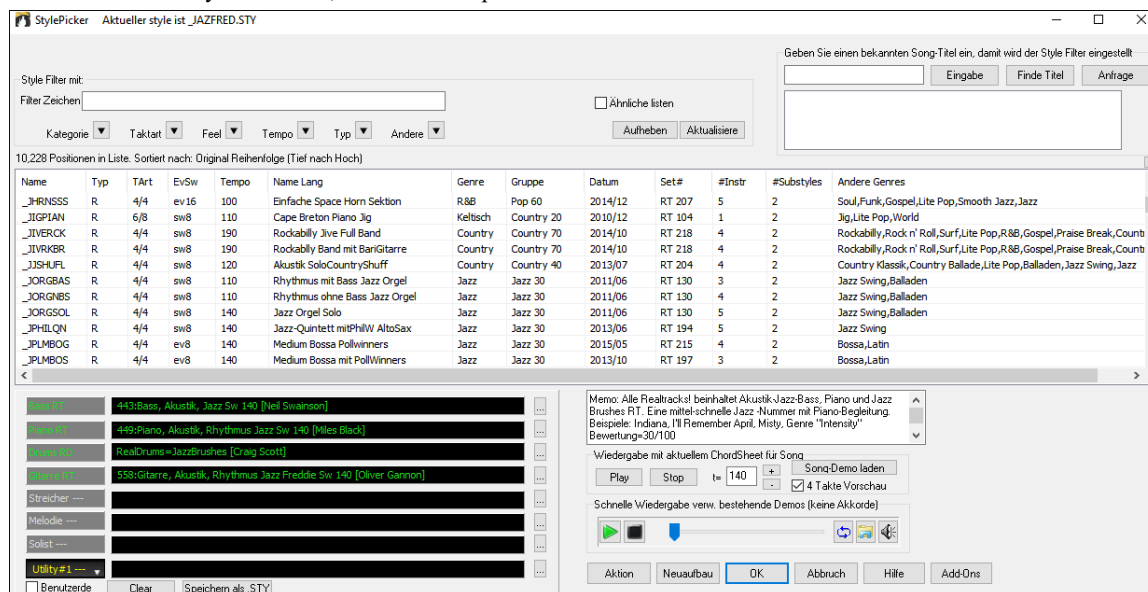 StylePicker Aktueller style ist _JAZFRED.STY
Geben Sie einen bekannten Song-Titel ein, damit wird der Style Filter eingestellt
Eingabe Finde Titel Anfrage
Style Filter mit:
Filter Zeichen
Ähnliche listen
Kategorie Taktart Feel Tempo Typ Andere Aufheben Aktualisiere
10,228 Positionen in Liste. Sortiert nach: Original Reihenfolge (Tief nach Hoch)
Name Typ TArt EvSw Tempo Name Lang Genre Gruppe Datum Set# #Instr #Substyles Andere Genres
_JHRNSSS R 4/4 ev16 100 Einfache Space Horn Sektion R&B Pop 60 2014/12 RT 207 5 2 Soul,Funk,Gospel,Lite Pop,Smooth Jazz,Jazz
_JIGPIAN R 6/8 sw8 110 Cape Breton Piano Jig Keltisch Country 20 2010/12 RT 104 1 2 Jig,Lite Pop,World
_JIVERCK R 4/4 sw8 190 Rockabilly Jive Full Band Country Country 70 2014/10 RT 218 4 2 Rockabilly,Rock n' Roll,Surf,Lite Pop,R&B,Gospel,Praise Break,Count
_JIVRKBR R 4/4 sw8 190 Rockablly Band mit BariGitarre Country Country 70 2014/10 RT 218 4 2 Rockabilly,Rock n' Roll,Surf,Lite Pop,R&B,Gospel,Praise Break,Count
_JJSHUFL R 4/4 sw8 120 Akustik SoloCountryShuff Country Country 40 2013/07 RT 204 4 2 Country Klassik,Country Ballade,Lite Pop,Balladen,Jazz Swing,Jazz
_JORGBAS R 4/4 sw8 110 Rhythmus mit Bass Jazz Orgel Jazz Jazz 30 2011/06 RT 130 3 2 Jazz Swing,Balladen
_JORGNBS R 4/4 sw8 110 Rhythmus ohne Bass Jazz Orgel Jazz Jazz 30 2011/06 RT 130 4 2 Jazz Swing,Balladen
_JORGSOL R 4/4 sw8 140 Jazz Orgel Solo Jazz Jazz 30 2011/06 RT 130 5 2 Jazz Swing,Balladen
_JPHILQN R 4/4 sw8 140 Jazz-Quintett mitPhilW AltoSax Jazz Jazz 30 2013/06 RT 194 5 2 Jazz Swing
_JPLMBOG R 4/4 ev8 140 Medium Bossa Pollwinners Jazz Jazz 30 2015/05 RT 215 4 2 Bossa,Latin
_JPLMBOS R 4/4 ev8 140 Medium Bossa mit PollWinners Jazz Jazz 30 2013/10 RT 197 3 2 Bossa,Latin
Bass RT 443:Bass, Akustik, Jazz Sw 140 [Neil Swainson] ...
Piano RT 449:Piano, Akustik, Rhythmus Jazz Sw 140 [Miles Black] ...
Drums RD RealDrums=JazzBrushes [Craig Scott] ...
Gitarre RT 558:Gitarre, Akustik, Rhythmus Jazz Freddie Sw 140 [Oliver Gannon] ...
Streicher --- ...
Melodie --- ...
Solist --- ...
Utility#1 --- ...
Benutzerde Clear Speichern als .STY
Memo: Alle Realtracks! beinhaltet Akustik-Jazz-Bass, Piano und Jazz
Brushes RT. Eine mittel-schnelle Jazz -Nummer mit Piano-Begleitung.
Beispiele: Indiana, I'll Remember April, Misty, Genre "Intensity"
Bewertung=30/100
Wiedergabe mit aktuellem ChordSheet für Song
Play Stop t= 140 + - Song-Demo laden
4 Takte Vorschau
Schnelle Wiedergabe verw. bestehende Demos (keine Akkorde)
Aktion Neuaufbau OK Abbruch Hilfe Add-Ons